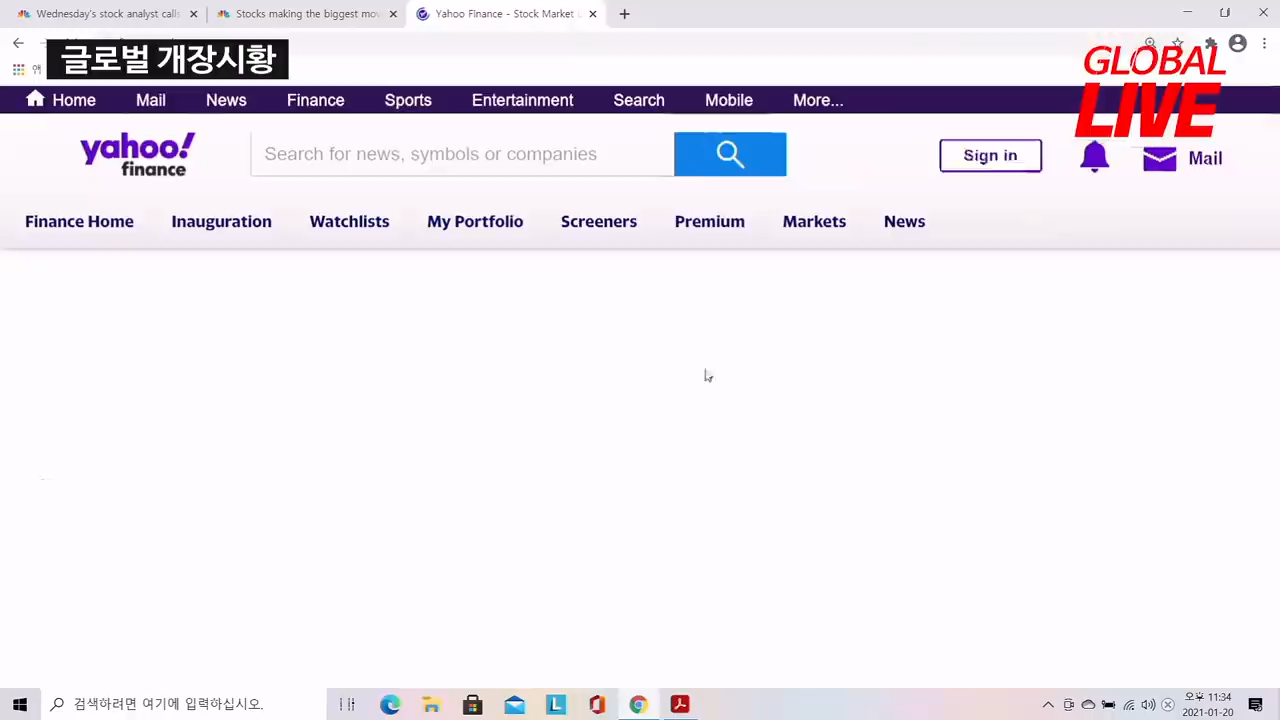 Wednesday's stock analyst calls
Stocks making the biggest mov
Yahoo Finance - Stock Market
글로벌 개장시황
GLOBAL
LIVE
Home Mail News Finance Sports Entertainment Search Mobile More...
yahoo!
finance
Search for news, symbols or companies
Sign in
Mail
Finance Home Inauguration Watchlists My Portfolio Screeners Premium Markets News
검색하려면 여기에 입력하십시오.
오후 11:34
2021-01-20